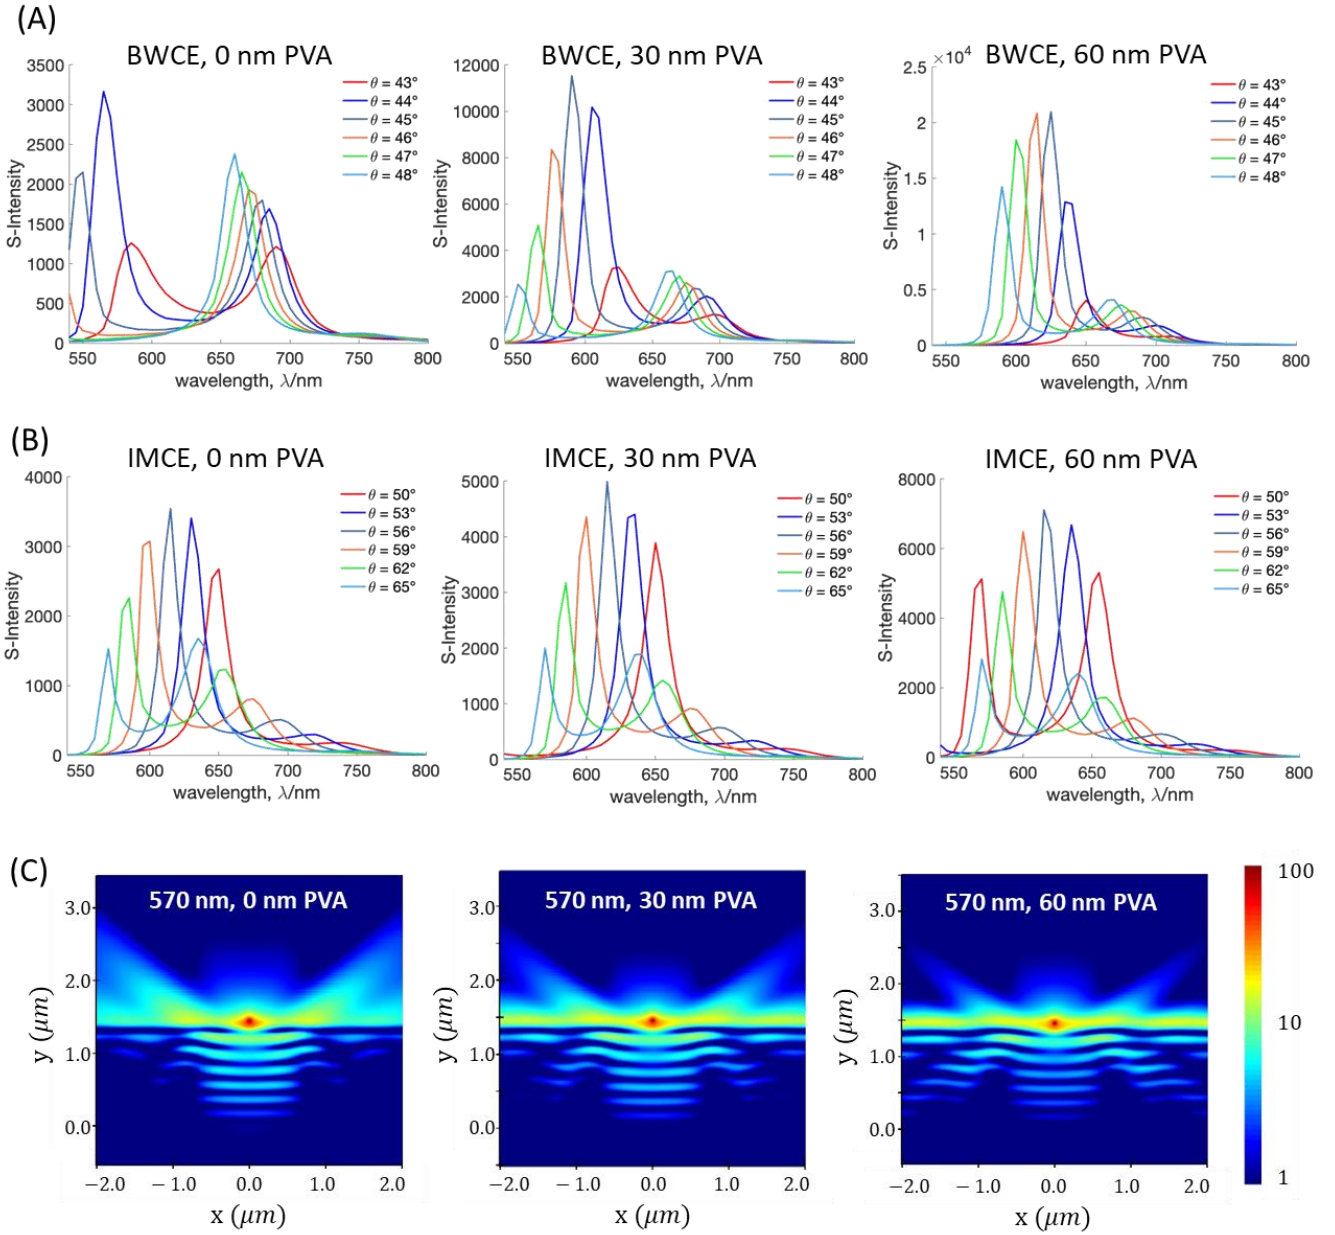 (A)
BWCE, 0 nm PVA
3500
3000
2500
2000
1500
1000
500
0
S-Intensity
θ = 43°
θ = 44°
θ = 45°
θ = 46°
θ = 47°
θ = 48°
550 600 650 700 750 800
wavelength, λ/nm
BWCE, 30 nm PVA
12000
10000
8000
6000
4000
2000
0
S-Intensity
θ = 43°
θ = 44°
θ = 45°
θ = 46°
θ = 47°
θ = 48°
550 600 650 700 750 800
wavelength, λ/nm
BWCE, 60 nm PVA
×10⁴
2.5
2
1.5
1
0.5
0
S-Intensity
θ = 43°
θ = 44°
θ = 45°
θ = 46°
θ = 47°
θ = 48°
550 600 650 700 750 800
wavelength, λ/nm
(B)
IMCE, 0 nm PVA
4000
3000
2000
1000
0
S-Intensity
θ = 50°
θ = 53°
θ = 56°
θ = 59°
θ = 62°
θ = 65°
550 600 650 700 750 800
wavelength, λ/nm
IMCE, 30 nm PVA
5000
4000
3000
2000
1000
0
S-Intensity
θ = 50°
θ = 53°
θ = 56°
θ = 59°
θ = 62°
θ = 65°
550 600 650 700 750 800
wavelength, λ/nm
IMCE, 60 nm PVA
8000
6000
4000
2000
0
S-Intensity
θ = 50°
θ = 53°
θ = 56°
θ = 59°
θ = 62°
θ = 65°
550 600 650 700 750 800
wavelength, λ/nm
(C)
570 nm, 0 nm PVA
3.0
2.0
1.0
0.0
y (μm)
−2.0 −1.0 0.0 1.0 2.0
x (μm)
570 nm, 30 nm PVA
3.0
2.0
1.0
0.0
y (μm)
−2.0 −1.0 0.0 1.0 2.0
x (μm)
570 nm, 60 nm PVA
3.0
2.0
1.0
0.0
y (μm)
−2.0 −1.0 0.0 1.0 2.0
x (μm)
100
10
1